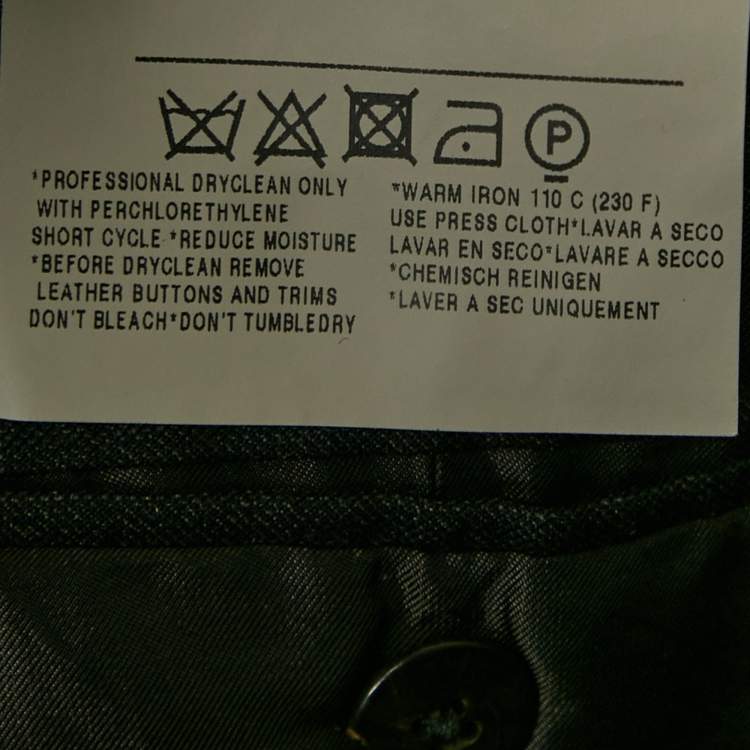 P
*PROFESSIONAL DRYCLEAN ONLY
WITH PERCHLORETHYLENE
SHORT CYCLE *REDUCE MOISTURE
*BEFORE DRYCLEAN REMOVE
LEATHER BUTTONS AND TRIMS
DON'T BLEACH*DON'T TUMBLEDRY
*WARM IRON 110 C (230 F)
USE PRESS CLOTH*LAVAR A SECO
LAVAR EN SECO*LAVARE A SECCO
*CHEMISCH REINIGEN
*LAVER A SEC UNIQUEMENT